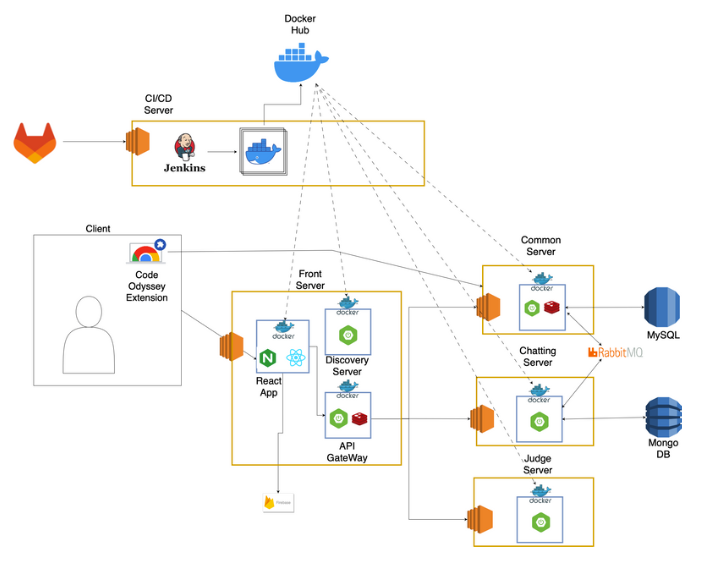 Docker
Hub
CI/CD
Server
Jenkins
Client
Code
Odyssey
Extension
Common
Server
Front
Server
docker
docker
docker
MySQL
Discovery
Server
React
App
RabbitMQ
Chatting
Server
docker
docker
API
GateWay
Mongo
DB
Judge
Server
docker
Firebase